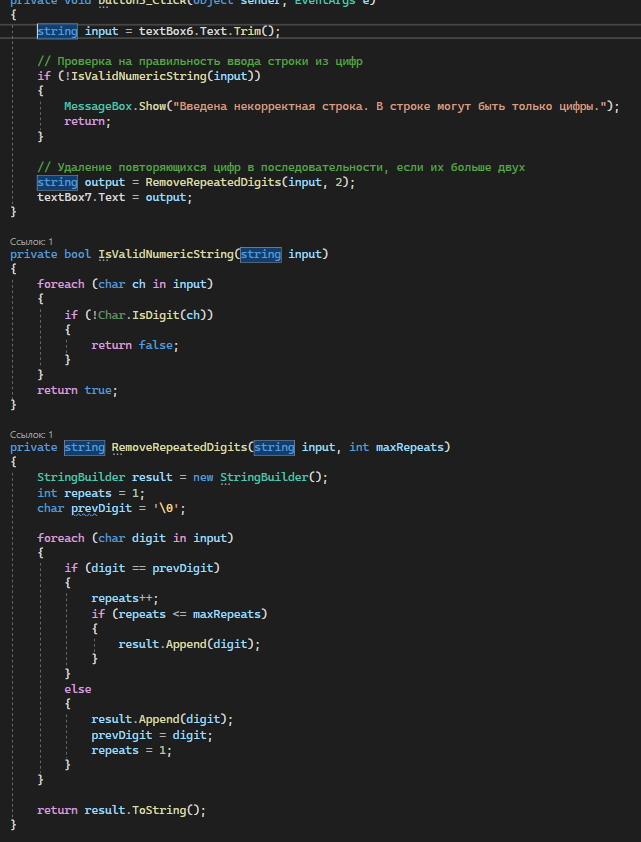 private void button5_Click(object sender, EventArgs e)
{
string input = textBox6.Text.Trim();
// Проверка на правильность ввода строки из цифр
if (!IsValidNumericString(input))
{
MessageBox.Show("Введена некорректная строка. В строке могут быть только цифры.");
return;
}
// Удаление повторяющихся цифр в последовательности, если их больше двух
string output = RemoveRepeatedDigits(input, 2);
textBox7.Text = output;
}
Ссылок: 1
private bool IsValidNumericString(string input)
{
foreach (char ch in input)
{
if (!Char.IsDigit(ch))
{
return false;
}
}
return true;
}
Ссылок: 1
private string RemoveRepeatedDigits(string input, int maxRepeats)
{
StringBuilder result = new StringBuilder();
int repeats = 1;
char prevDigit = '\0';
foreach (char digit in input)
{
if (digit == prevDigit)
{
repeats++;
if (repeats <= maxRepeats)
{
result.Append(digit);
}
}
else
{
result.Append(digit);
prevDigit = digit;
repeats = 1;
}
}
return result.ToString();
}